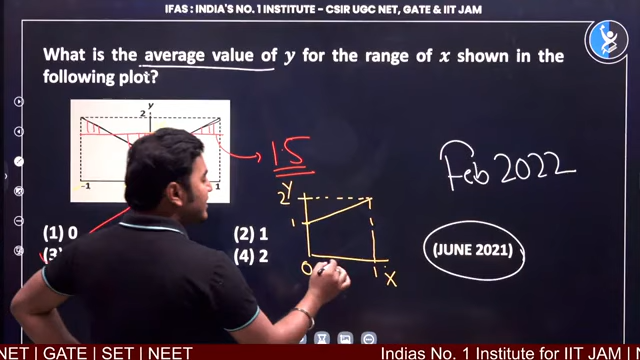 IFAS : INDIA'S NO. 1 INSTITUTE - CSIR UGC NET, GATE & IIT JAM
What is the average value of y for the range of x shown in the
following plot?
y
2
-1
1
15
Feb 2022
2 Y
1
0
1
X
(1) 0
(2) 1
(3)
(4) 2
(JUNE 2021)
NET | GATE | SET | NEET
Indias No. 1 Institute for IIT JAM |